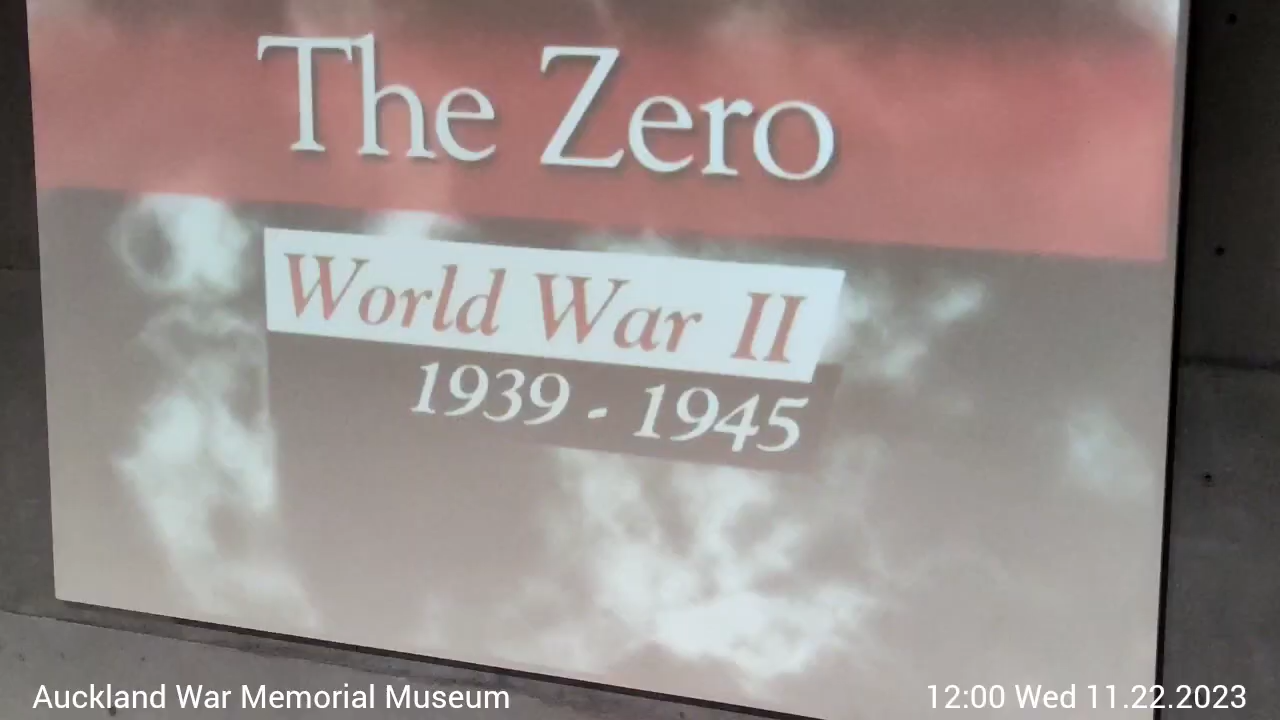 The Zero
World War II
1939 - 1945
Auckland War Memorial Museum
12:00 Wed 11.22.2023